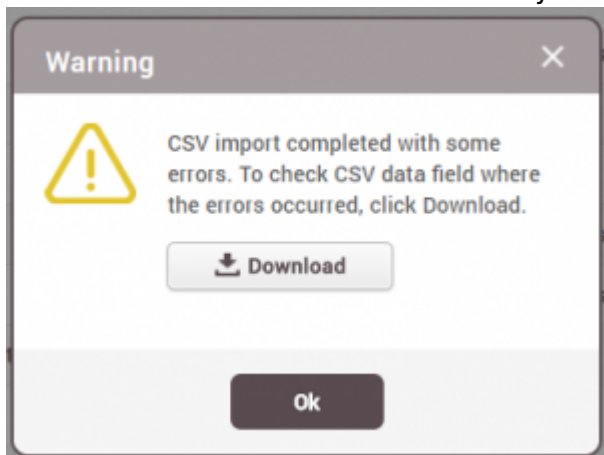 Warning
CSV import completed with some
errors. To check CSV data field where
the errors occurred, click Download.
Download
Ok